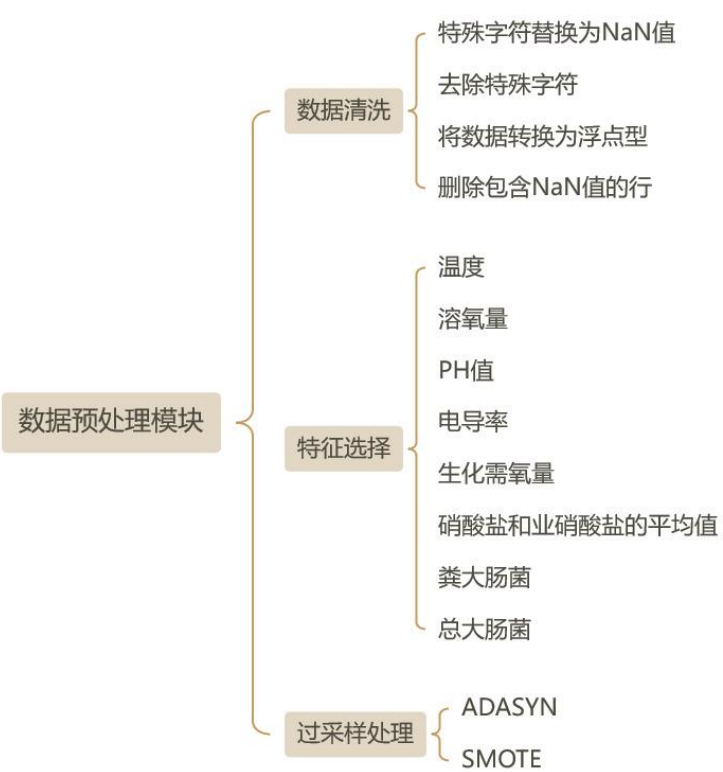 数据预处理模块
数据清洗
特殊字符替换为NaN值
去除特殊字符
将数据转换为浮点型
删除包含NaN值的行
特征选择
温度
溶氧量
PH值
电导率
生化需氧量
硝酸盐和业硝酸盐的平均值
粪大肠菌
总大肠菌
过采样处理
ADASYN
SMOTE